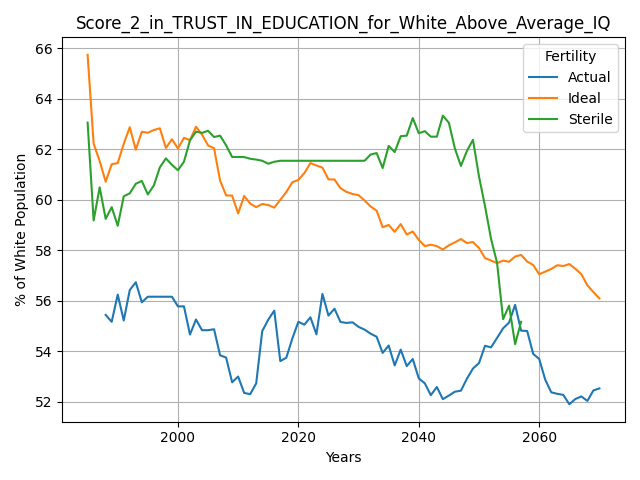 Score_2_in_TRUST_IN_EDUCATION_for_White_Above_Average_IQ
% of White Population
66
64
62
60
58
56
54
52
Fertility
Actual
Ideal
Sterile
2000
2020
2040
2060
Years